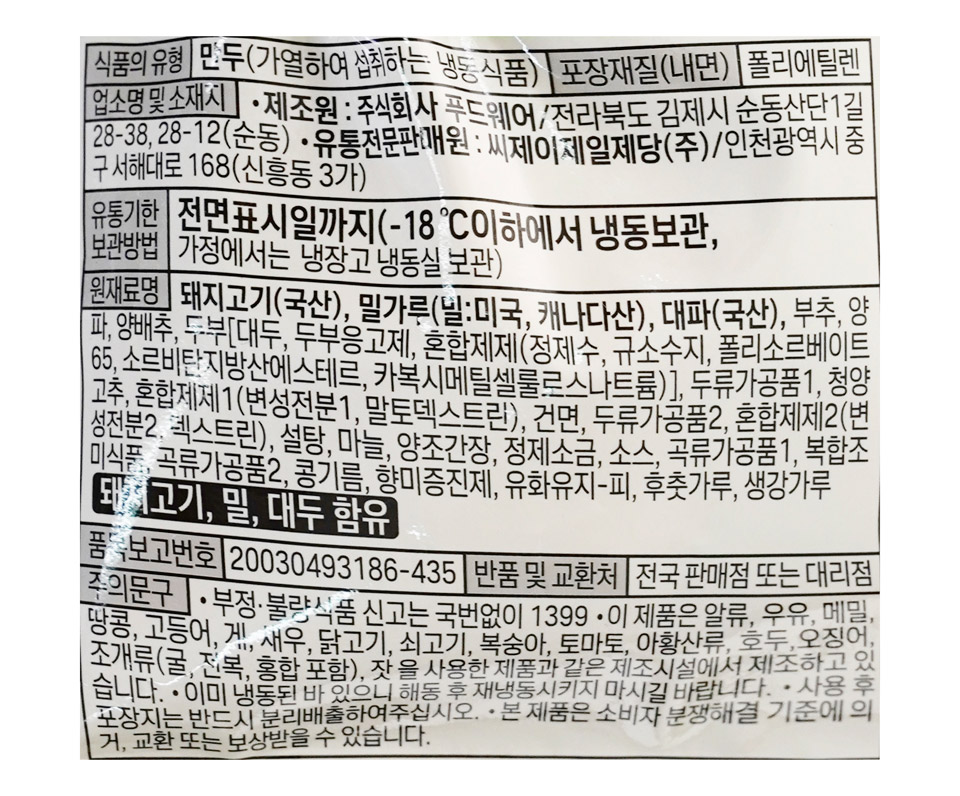 식품의 유형 만두(가열하여 섭취하는 냉동식품) 포장재질(내면) 폴리에틸렌
업소명 및 소재지 •제조원 : 주식회사 푸드웨어/전라북도 김제시 순동산단1길
28-38, 28-12(순동) •유통전문판매원 : 씨제이제일제당(주)/인천광역시 중
구 서해대로 168(신흥동 3가)
유통기한 전면표시일까지(-18℃이하에서 냉동보관,
보관방법 가정에서는 냉장고 냉동실 보관)
원재료명 돼지고기(국산), 밀가루(밀:미국, 캐나다산), 대파(국산), 부추, 양
파, 양배추, 두부[대두, 두부응고제, 혼합제제(정제수, 규소수지, 폴리소르베이트
65, 소르비탄지방산에스테르, 카복시메틸셀룰로스나트륨)], 두류가공품1, 청양
고추, 혼합제제1(변성전분1, 말토덱스트린), 건면, 두류가공품2, 혼합제제2(변
성전분2, 덱스트린), 설탕, 마늘, 양조간장, 정제소금, 소스, 곡류가공품1, 복합조
미식품, 곡류가공품2, 콩기름, 향미증진제, 유화유지-피, 후춧가루, 생강가루
돼지고기, 밀, 대두 함유
품목보고번호 20030493186-435 반품 및 교환처 전국 판매점 또는 대리점
주의문구 •부정·불량식품 신고는 국번없이 1399 •이 제품은 알류, 우유, 메밀,
땅콩, 고등어, 게, 새우, 닭고기, 쇠고기, 복숭아, 토마토, 아황산류, 호두, 오징어,
조개류(굴, 전복, 홍합 포함), 잣 을 사용한 제품과 같은 제조시설에서 제조하고 있
습니다. •이미 냉동된 바 있으니 해동 후 재냉동시키지 마시길 바랍니다. •사용 후
포장지는 반드시 분리배출하여주십시오. •본 제품은 소비자 분쟁해결 기준에 의
거, 교환 또는 보상받을 수 있습니다.